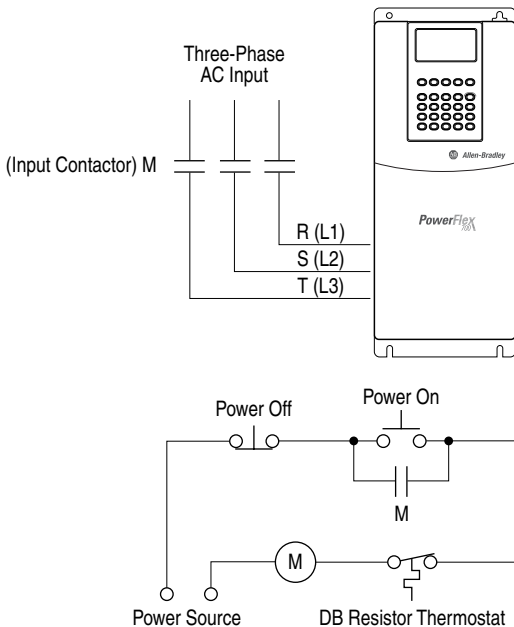 Three-Phase
AC Input
(Input Contactor) M
R (L1)
S (L2)
T (L3)
Allen-Bradley
PowerFlex
700
Power Off
Power On
M
M
Power Source
DB Resistor Thermostat